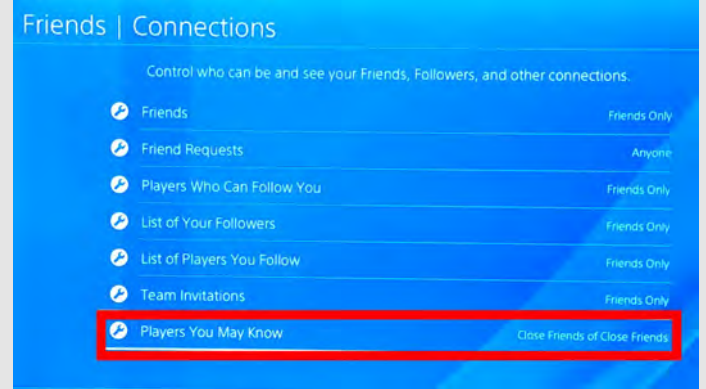 Friends | Connections
Control who can be and see your Friends, Followers, and other connections.
Friends Friends Only
Friend Requests Anyone
Players Who Can Follow You Friends Only
List of Your Followers Friends Only
List of Players You Follow Friends Only
Team Invitations Friends Only
Players You May Know Close Friends of Close Friends